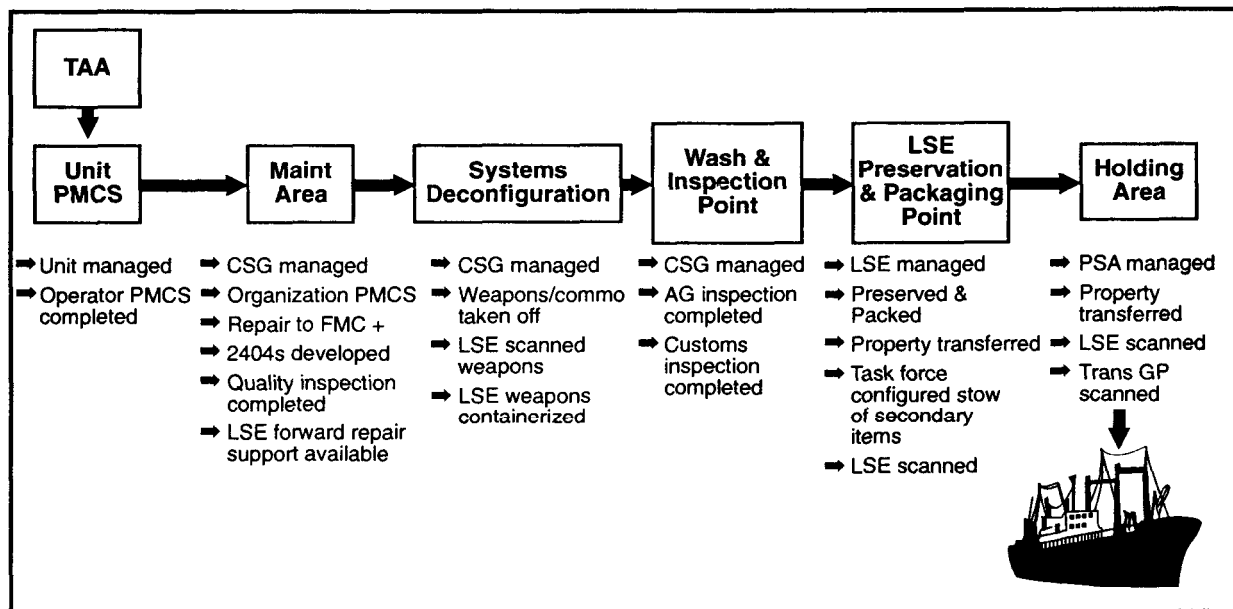 TAA
Unit
PMCS
Maint
Area
Systems
Deconfiguration
Wash &
Inspection
Point
LSE
Preservation
& Packaging
Point
Holding
Area
Unit managed
Operator PMCS
completed
CSG managed
Organization PMCS
Repair to FMC +
2404s developed
Quality inspection
completed
LSE forward repair
support available
CSG managed
Weapons/commo
taken off
LSE scanned
weapons
LSE weapons
containerized
CSG managed
AG inspection
completed
Customs
inspection
completed
LSE managed
Preserved &
Packed
Property transferred
Task force
configured stow
of secondary
items
LSE scanned
PSA managed
Property
transferred
LSE scanned
Trans GP
scanned